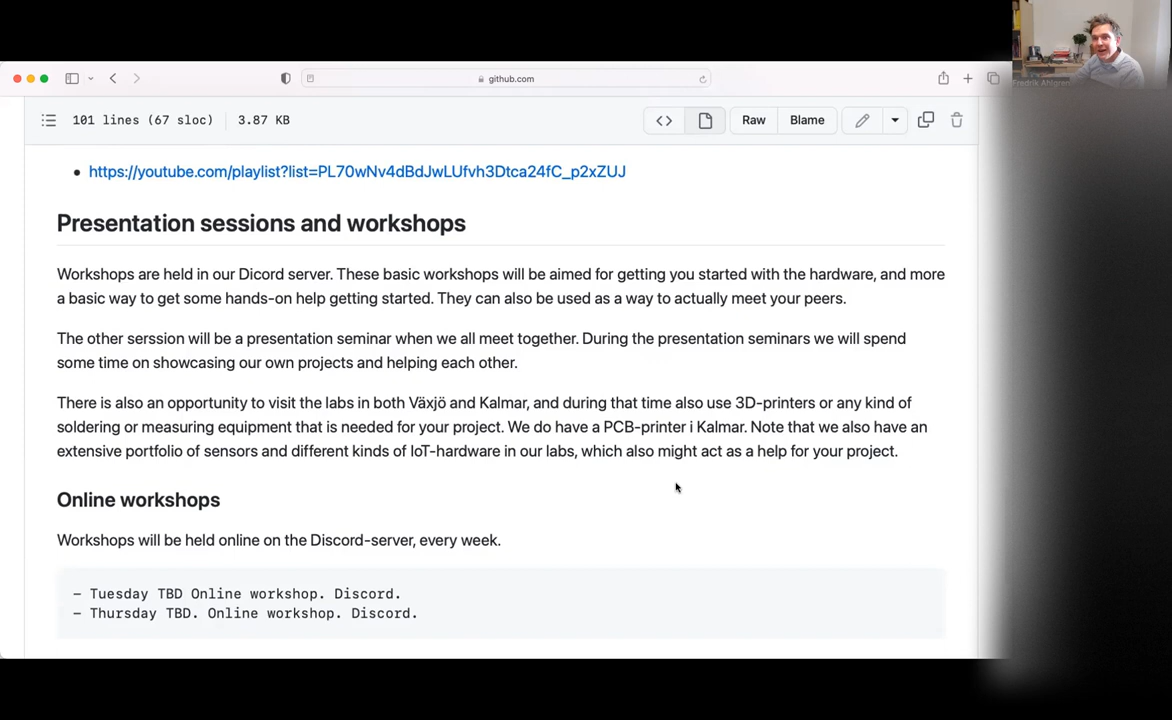 github.com
Fredrik Ahlgren
101 lines (67 sloc) 3.87 KB
Raw
Blame
https://youtube.com/playlist?list=PL70wNv4dBdJwLUfvh3Dtca24fC_p2xZUJ
Presentation sessions and workshops
Workshops are held in our Dicord server. These basic workshops will be aimed for getting you started with the hardware, and more
a basic way to get some hands-on help getting started. They can also be used as a way to actually meet your peers.
The other serssion will be a presentation seminar when we all meet together. During the presentation seminars we will spend
some time on showcasing our own projects and helping each other.
There is also an opportunity to visit the labs in both Växjö and Kalmar, and during that time also use 3D-printers or any kind of
soldering or measuring equipment that is needed for your project. We do have a PCB-printer i Kalmar. Note that we also have an
extensive portfolio of sensors and different kinds of IoT-hardware in our labs, which also might act as a help for your project.
Online workshops
Workshops will be held online on the Discord-server, every week.
- Tuesday TBD Online workshop. Discord.
- Thursday TBD. Online workshop. Discord.